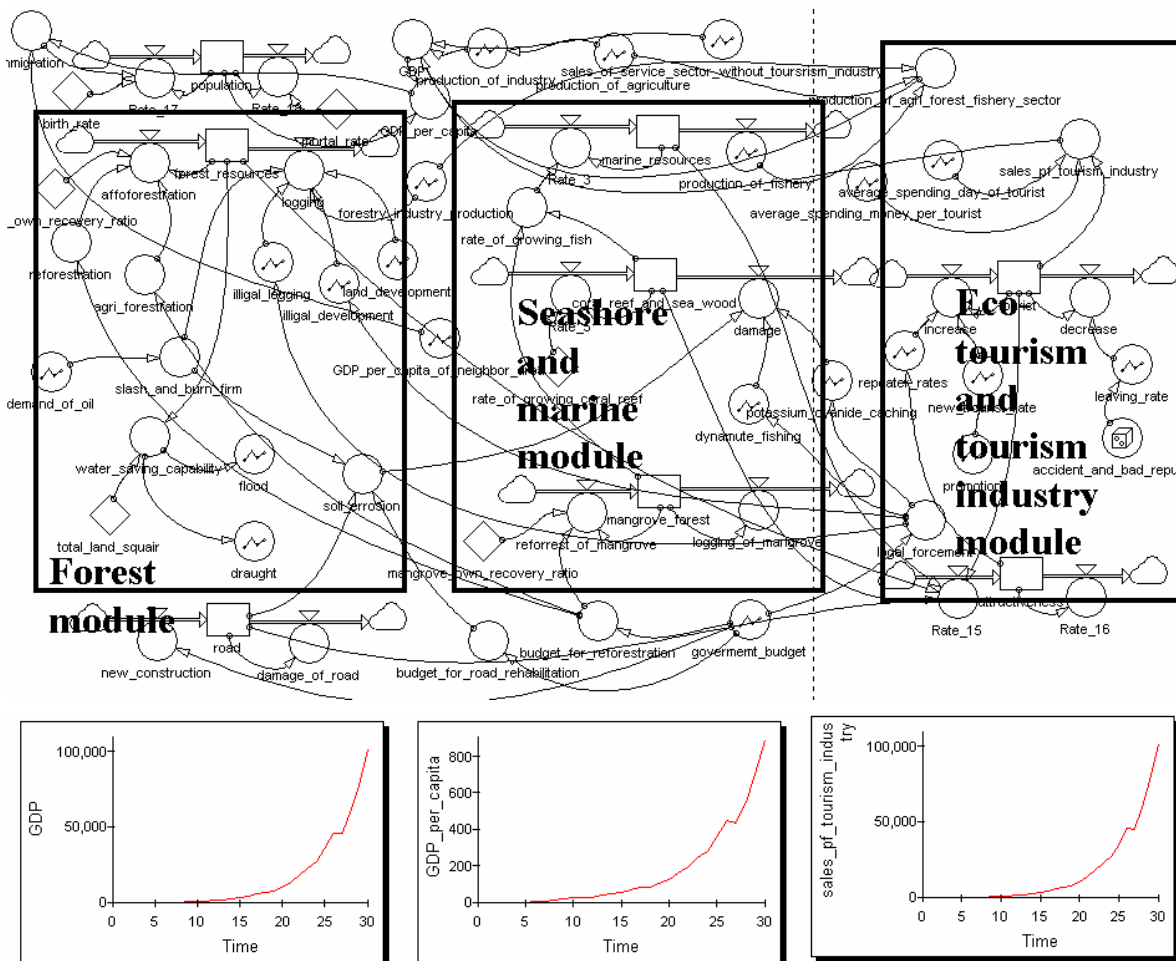 nmigration
population
Rate_17
birth_rate
mortal_rate
GDP
production_of_industry
sales_of_service_sector_without_toursrism_industry
production_of_agriculture
production_of_agri_forest_fishery_sector
GDP_per_capita
affoforestration
forest_resources
logging
forestry_industry_production
_own_recovery_ratio
reforestration
agri_forestration
illigal_logging
land_development
illigal_development
GDP_per_capita_of_neighbor_area
demand_of_oil
slash_and_burn_firm
water_saving_capability
flood
soil_errosion
total_land_squair
draught
Forest
module
road
new_construction
damage_of_road
budget_for_road_rehabilitation
budget_for_reforestration
goverment_budget
marine_resources
Rate_3
production_of_fishery
rate_of_growing_fish
coral_reef_and_sea_wood
Rate_5
damage
Seashore
and
marine
module
rate_of_growing_coral_reef
potassium_cyanide_caching
dynamute_fishing
mangrove_forest
reforrest_of_mangrove
logging_of_mangrove
mangrove_own_recovery_ratio
sales_pf_tourism_industry
average_spending_day_of_tourist
average_spending_money_per_tourist
increase
decrease
Eco
tourism
and
tourism
industry
module
repeater_rates
new_tourist_rate
leaving_rate
promotion
accident_and_bad_repu
legal_forcement
attractiveness
Rate_15
Rate_16
100,000
50,000
0
GDP
0 5 10 15 20 25 30
Time
800
600
400
200
0
GDP_per_capita
0 5 10 15 20 25 30
Time
100,000
50,000
0
sales_pf_tourism_indus
try
0 5 10 15 20 25 30
Time